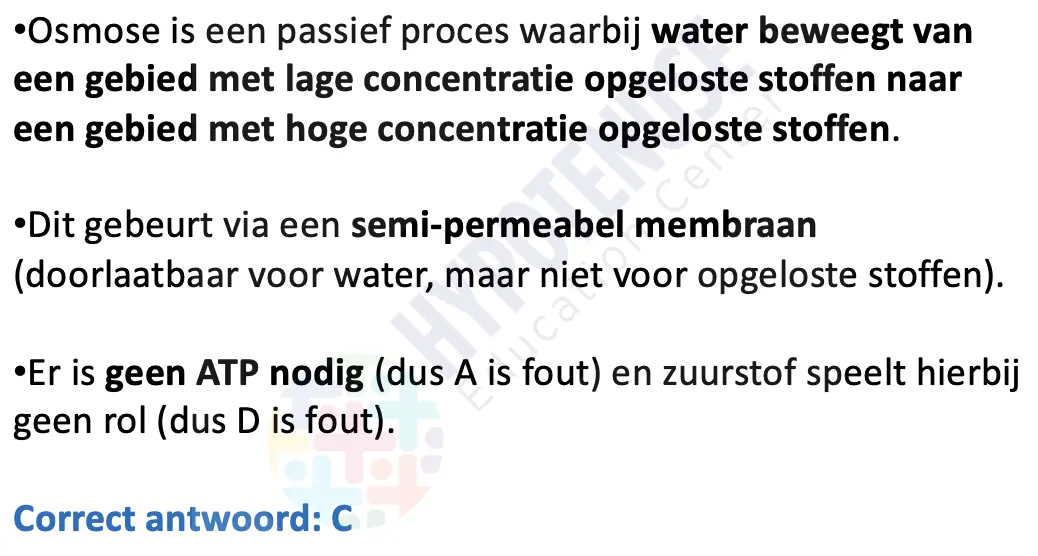 •Osmose is een passief proces waarbij water beweegt van
een gebied met lage concentratie opgeloste stoffen naar
een gebied met hoge concentratie opgeloste stoffen.
•Dit gebeurt via een semi-permeabel membraan
(doorlaatbaar voor water, maar niet voor opgeloste stoffen).
•Er is geen ATP nodig (dus A is fout) en zuurstof speelt hierbij
geen rol (dus D is fout).
Correct antwoord: C
HYPOTENUCE
Education Center